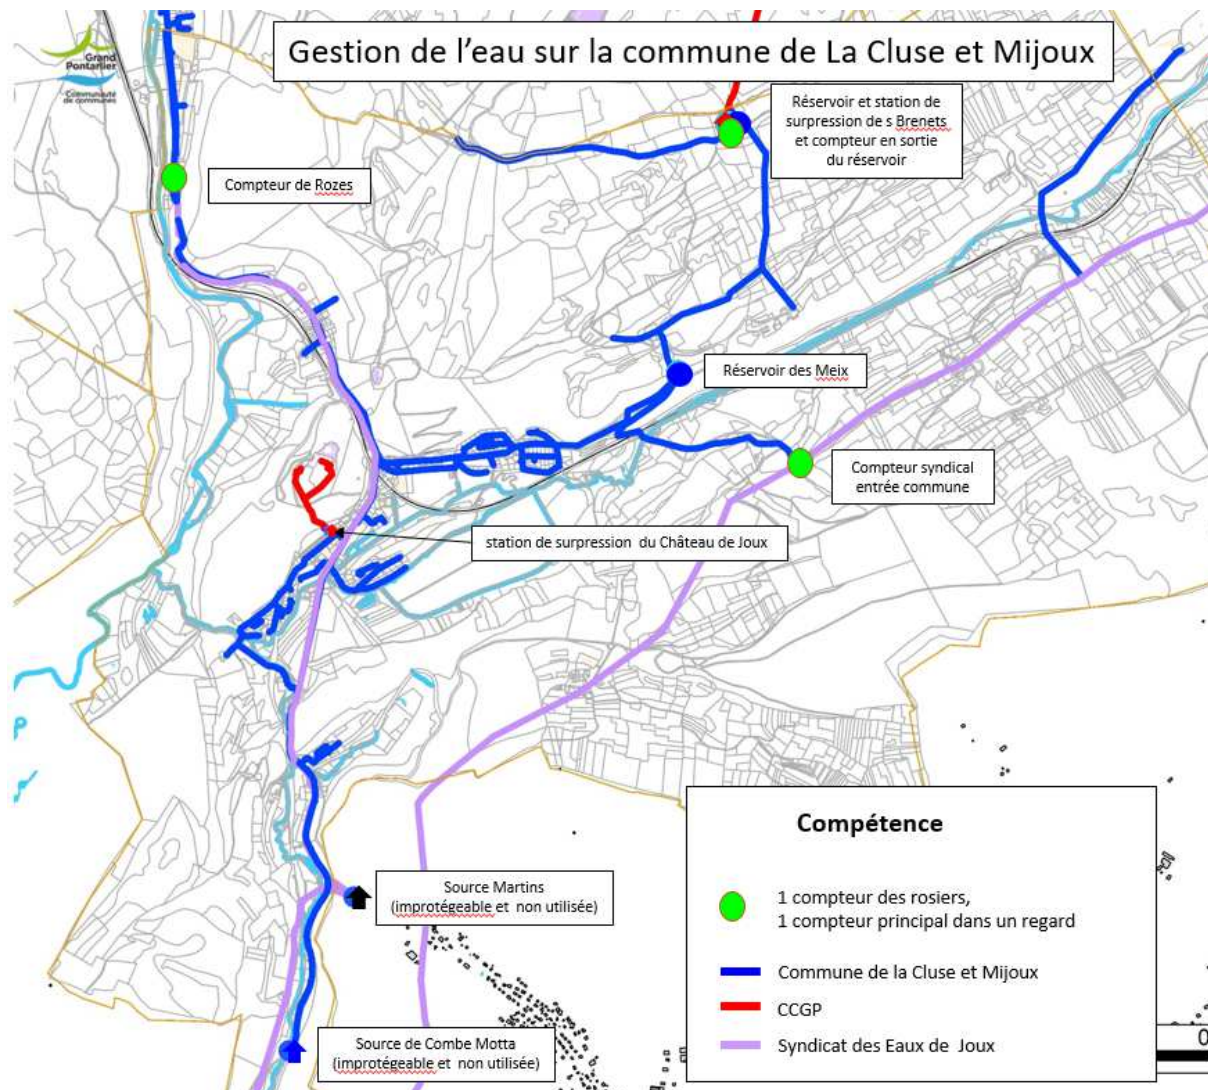 Gestion de l'eau sur la commune de La Cluse et Mijoux
Grand
Pontarlier
Communauté
de communes
Réservoir et station de
surpression de s Brenets
et compteur en sortie
du réservoir
Compteur de Rozes
Réservoir des Meix
Compteur syndical
entrée commune
station de surpression du Château de Joux
Source Martins
(improtégeable et non utilisée)
Source de Combe Motta
(improtégeable et non utilisée)
Compétence
1 compteur des rosiers,
1 compteur principal dans un regard
Commune de la Cluse et Mijoux
CCGP
Syndicat des Eaux de Joux
0